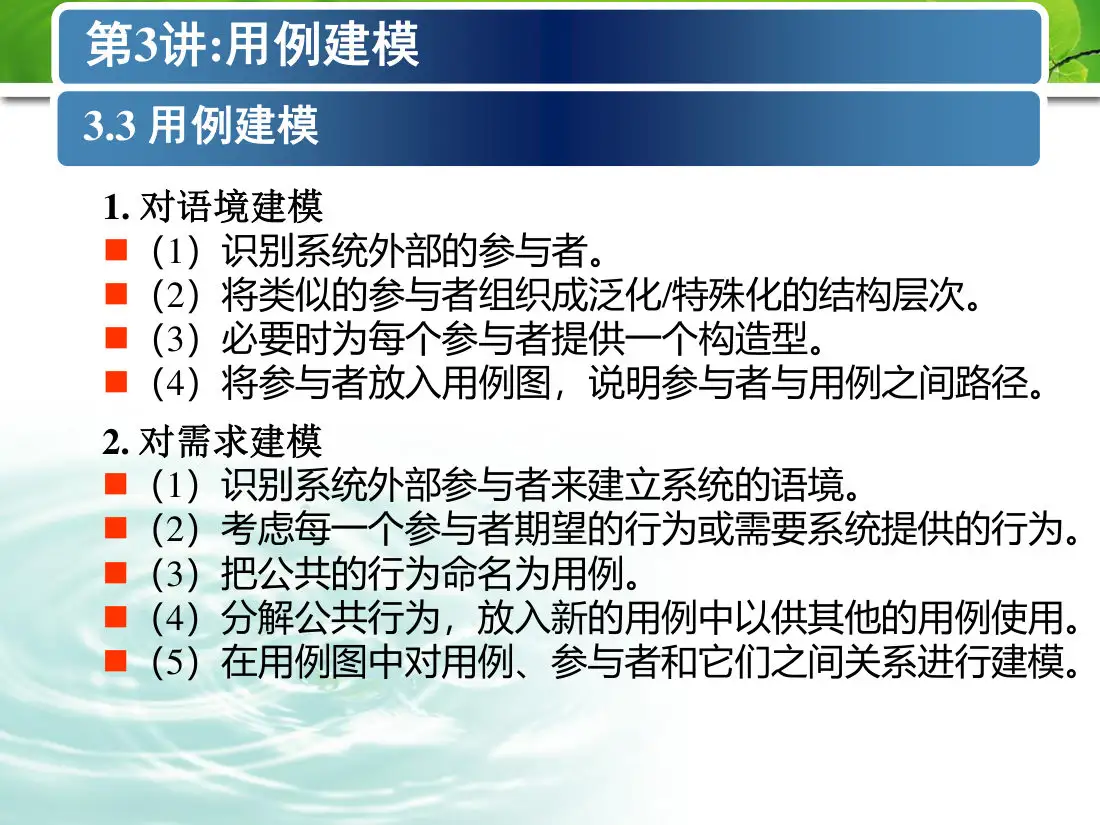 第3讲:用例建模
3.3 用例建模
1. 对语境建模
（1）识别系统外部的参与者。
（2）将类似的参与者组织成泛化/特殊化的结构层次。
（3）必要时为每个参与者提供一个构造型。
（4）将参与者放入用例图，说明参与者与用例之间路径。
2. 对需求建模
（1）识别系统外部参与者来建立系统的语境。
（2）考虑每一个参与者期望的行为或需要系统提供的行为。
（3）把公共的行为命名为用例。
（4）分解公共行为，放入新的用例中以供其他的用例使用。
（5）在用例图中对用例、参与者和它们之间关系进行建模。